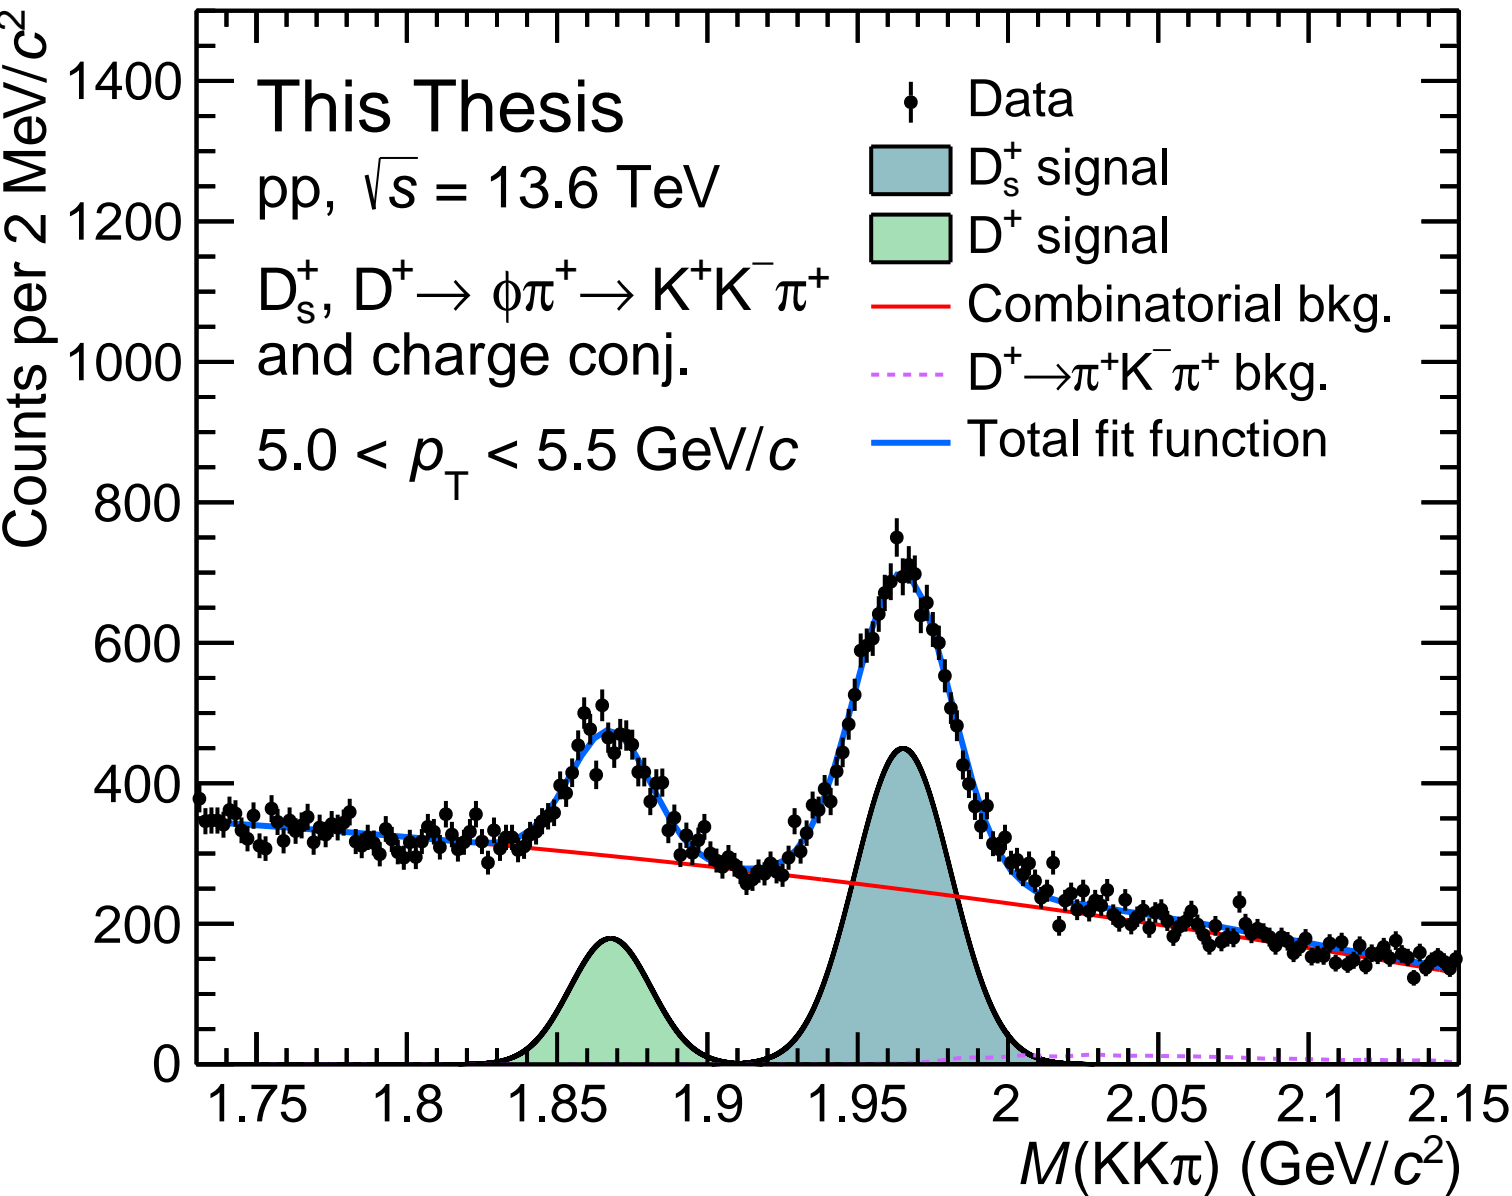 Counts per 2 MeV/c²
1400
1200
1000
800
600
400
200
0
This Thesis
pp, √s = 13.6 TeV
Dₛ⁺, D⁺→ ϕπ⁺→ K⁺K⁻π⁺
and charge conj.
5.0 < p_T < 5.5 GeV/c
Data
Dₛ⁺ signal
D⁺ signal
Combinatorial bkg.
D⁺→π⁺K⁻π⁺ bkg.
Total fit function
1.75 1.8 1.85 1.9 1.95 2 2.05 2.1 2.15
M(KKπ) (GeV/c²)